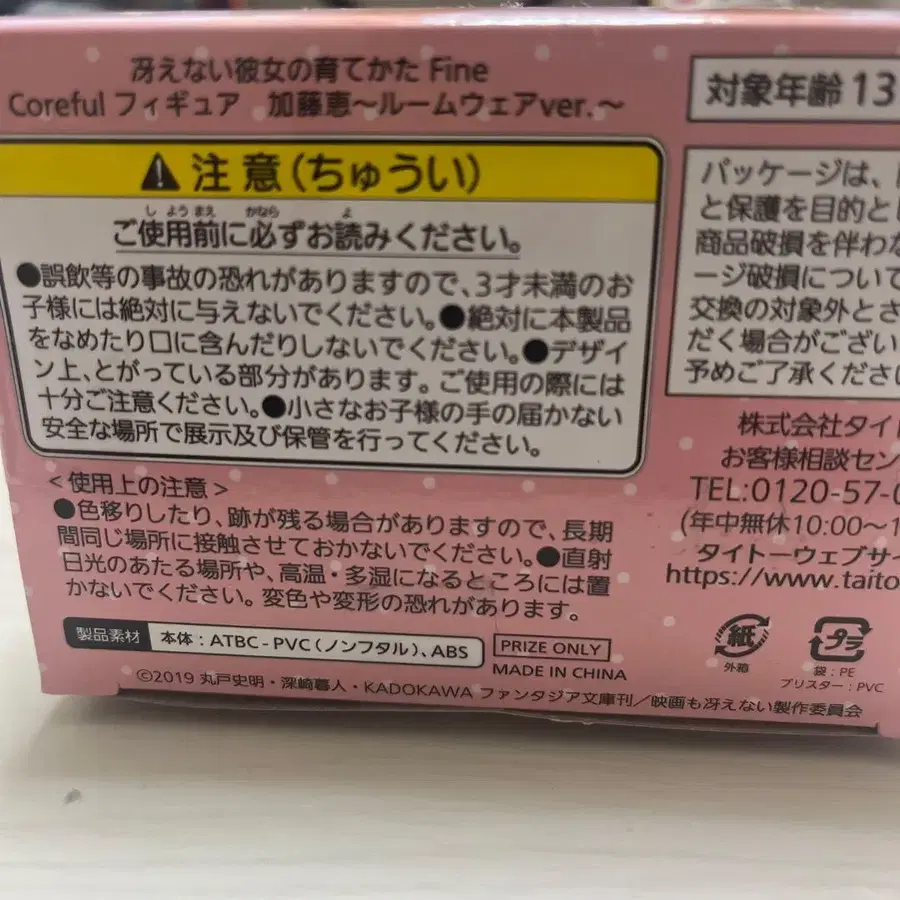 冴えない彼女の育てかた Fine
Coreful フィギュア 加藤恵〜ルームウェアver.〜
⚠注意(ちゅうい)
しようまえ かなら よ
ご使用前に必ずお読みください。
●誤飲等の事故の恐れがありますので、3才未満のお
子様には絶対に与えないでください。●絶対に本製品
をなめたり口に含んだりしないでください。●デザイ
ン上、とがっている部分があります。ご使用の際には
十分ご注意ください。●小さなお子様の手の届かない
安全な場所で展示及び保管を行ってください。
<使用上の注意>
●色移りしたり、跡が残る場合がありますので、長期
間同じ場所に接触させておかないでください。●直射
日光のあたる場所や、高温・多湿になるところには置
かないでください。変色や変形の恐れがあります。
製品素材 本体:ATBC-PVC(ノンフタル)、ABS
PRIZE ONLY
MADE IN CHINA
©2019 丸戸史明・深崎暮人・KADOKAWA ファンタジア文庫刊/映画も冴えない製作委員会
対象年齢13
パッケージは、
と保護を目的とし
商品破損を伴わな
ージ破損について
交換の対象外とさ
だく場合がござい
予めご了承くださ
株式会社タイト
お客様相談セン
TEL:0120-57-0
(年中無休10:00〜1
タイトーウェブサイ
https://www.taito
紙
外箱
プラ
袋:PE
ブリスター:PVC